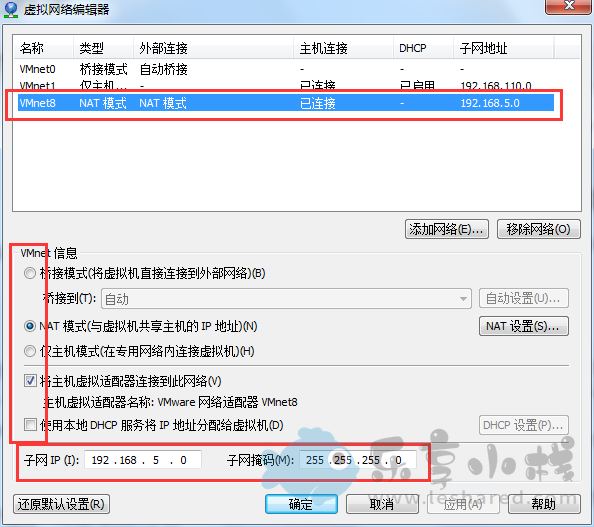 虚拟网络编辑器
名称 类型 外部连接 主机连接 DHCP 子网地址
VMnet0 桥接模式 自动桥接 - - -
VMnet1 仅主机... - 已连接 已启用 192.168.110.0
VMnet8 NAT 模式 NAT 模式 已连接 - 192.168.5.0
添加网络(E)... 移除网络(O)
VMnet 信息
桥接模式(将虚拟机直接连接到外部网络)(B)
桥接到(T): 自动 自动设置(U)...
NAT 模式(与虚拟机共享主机的 IP 地址)(N) NAT 设置(S)...
仅主机模式(在专用网络内连接虚拟机)(H)
将主机虚拟适配器连接到此网络(V)
主机虚拟适配器名称: VMware 网络适配器 VMnet8
使用本地 DHCP 服务将 IP 地址分配给虚拟机(D) DHCP 设置(P)...
子网 IP (I): 192 .168 . 5 . 0 子网掩码(M): 255 .255 .255 . 0
乐享小栈
www.leshared.com
还原默认设置(R) 确定 取消 应用(A) 帮助